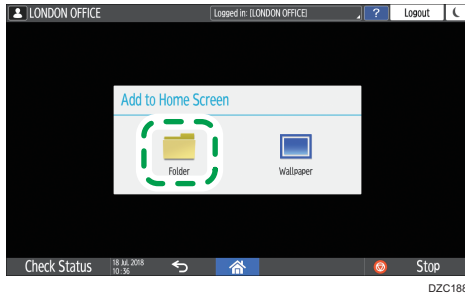 LONDON OFFICE Logged in: [LONDON OFFICE] ? Logout
Add to Home Screen
Folder Wallpaper
Check Status 18 Jul, 2018 Stop
10:36
DZC188